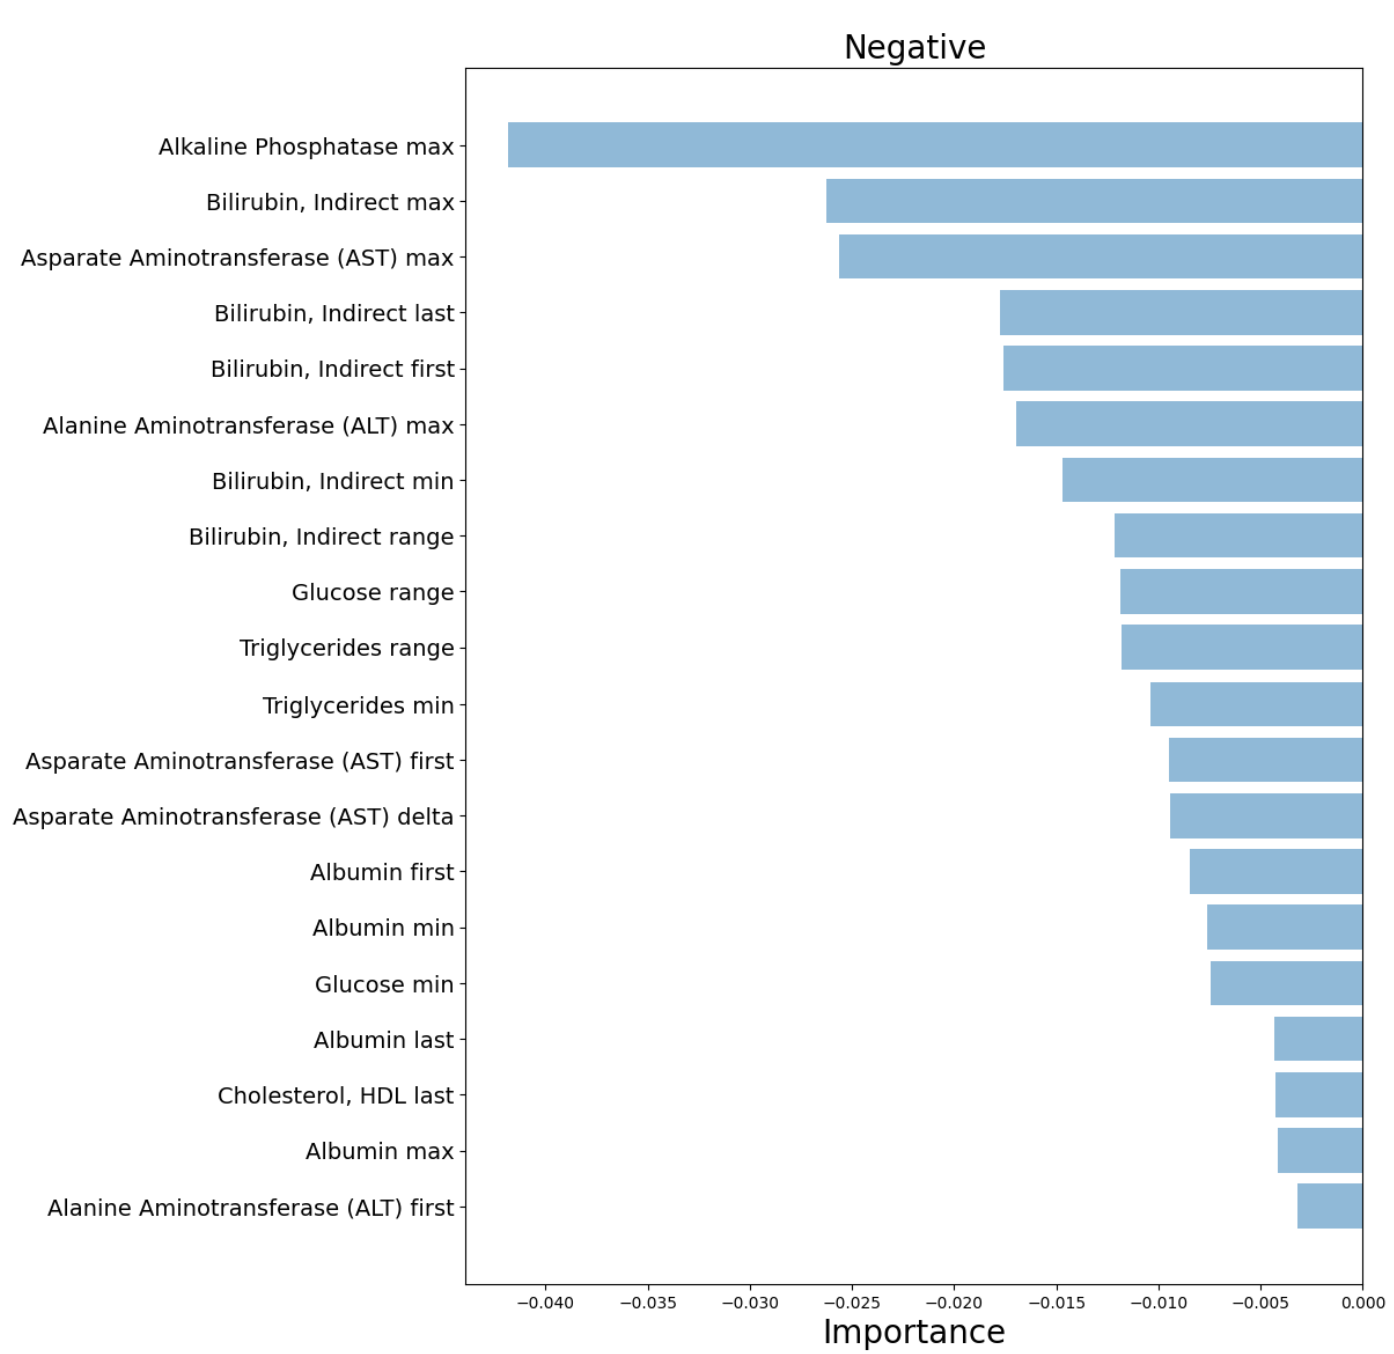 Negative
Alkaline Phosphatase max
Bilirubin, Indirect max
Asparate Aminotransferase (AST) max
Bilirubin, Indirect last
Bilirubin, Indirect first
Alanine Aminotransferase (ALT) max
Bilirubin, Indirect min
Bilirubin, Indirect range
Glucose range
Triglycerides range
Triglycerides min
Asparate Aminotransferase (AST) first
Asparate Aminotransferase (AST) delta
Albumin first
Albumin min
Glucose min
Albumin last
Cholesterol, HDL last
Albumin max
Alanine Aminotransferase (ALT) first
−0.040 −0.035 −0.030 −0.025 −0.020 −0.015 −0.010 −0.005 0.000
Importance